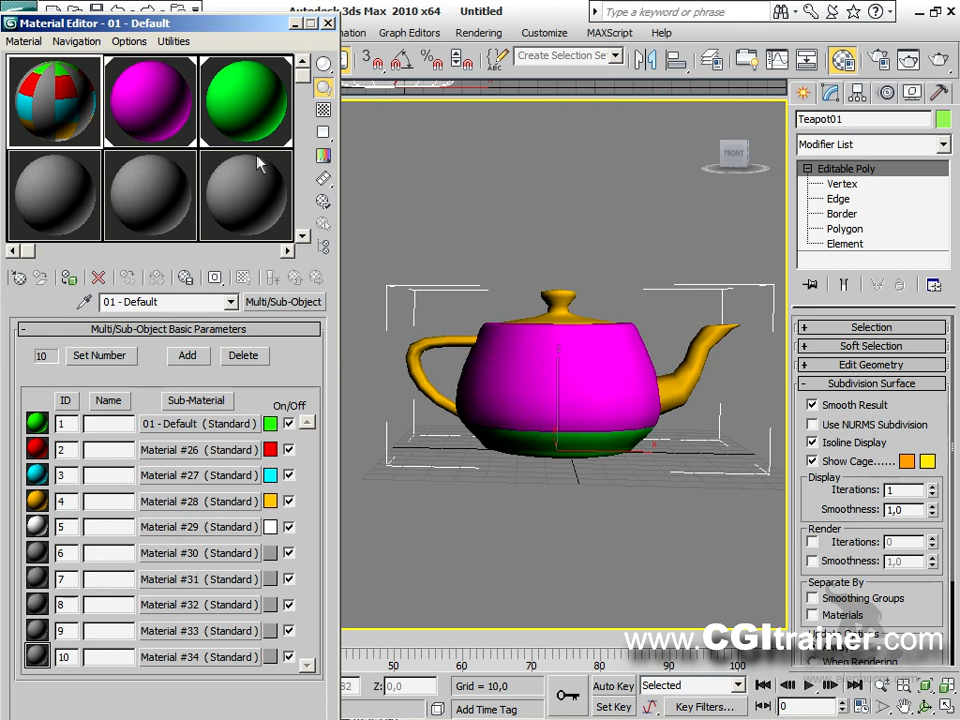 Autodesk 3ds Max 2010 x64 Untitled
Type a keyword or phrase
Material Editor - 01 - Default
Material Navigation Options Utilities
Graph Editors Rendering Customize MAXScript Help
Create Selection Se
Teapot01
Modifier List
FRONT
Editable Poly
Vertex
Edge
Border
Polygon
Element
01 - Default Multi/Sub-Object
Multi/Sub-Object Basic Parameters
10 Set Number Add Delete
ID Name Sub-Material On/Off
1 01 - Default ( Standard )
2 Material #26 ( Standard )
3 Material #27 ( Standard )
4 Material #28 ( Standard )
5 Material #29 ( Standard )
6 Material #30 ( Standard )
7 Material #31 ( Standard )
8 Material #32 ( Standard )
9 Material #33 ( Standard )
10 Material #34 ( Standard )
Selection
Soft Selection
Edit Geometry
Subdivision Surface
Smooth Result
Use NURMS Subdivision
Isoline Display
Show Cage......
Display
Iterations: 1
Smoothness: 1,0
Render
Iterations: 0
Smoothness: 1,0
Separate By
Smoothing Groups
Materials
When Rendering
www.CGItrainer.com
50 60 70 80 90 100
Z: 0,0 Grid = 10,0
Add Time Tag
Auto Key Selected
Set Key Key Filters...
0